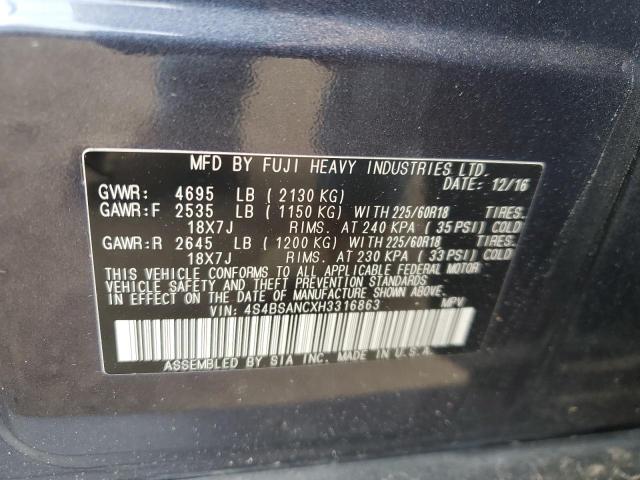 MFD BY FUJI HEAVY INDUSTRIES LTD.
DATE: 12/16
GVWR: 4695 LB ( 2130 KG)
GAWR:F 2535 LB ( 1150 KG) WITH 225/60R18 TIRES.
18X7J RIMS. AT 240 KPA ( 35 PSI) COLD
GAWR:R 2645 LB ( 1200 KG) WITH 225/60R18 TIRES.
18X7J RIMS. AT 230 KPA ( 33 PSI) COLD
THIS VEHICLE CONFORMS TO ALL APPLICABLE FEDERAL MOTOR
VEHICLE SAFETY AND THEFT PREVENTION STANDARDS
IN EFFECT ON THE DATE OF MANUFACTURE SHOWN ABOVE.
VIN: 4S4BSANCXH3316863 MPV
ASSEMBLED BY SIA INC. MADE IN U.S.A.